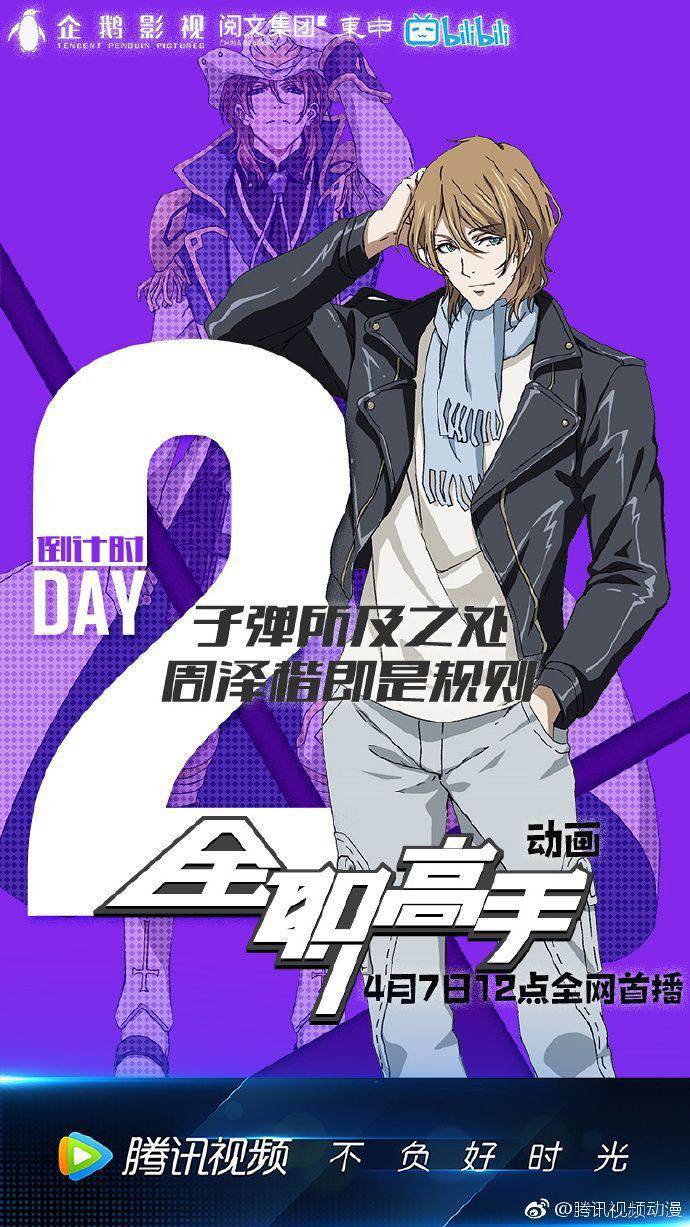 企鹅影视 阅文集团 bilibili
TENCENT PENGUIN PICTURES
倒计时
DAY
2
子弹所及之处
周泽楷即是规则
动画
全职高手
4月7日12点全网首播
腾讯视频 不负好时光
@腾讯视频动漫